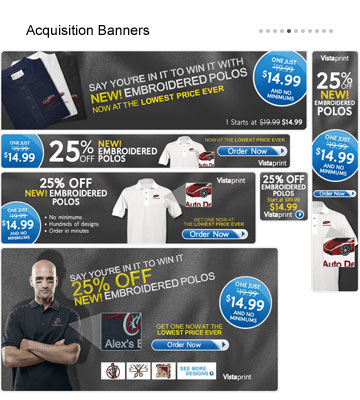 Acquisition Banners
SAY YOU'RE IN IT TO WIN IT WITH
NEW! EMBROIDERED POLOS
NOW AT THE LOWEST PRICE EVER
ONE JUST
$19.99
$14.99
AND NO
MINIMUMS
1 Starts at $19.99 $14.99
Vistaprint
ONE JUST
$19.99
$14.99
25%
OFF
NEW!
EMBROIDERED
POLOS
NOW AT THE LOWEST PRICE EVER
Order Now
Vistaprint
25% OFF
NEW! EMBROIDERED
POLOS
ONE JUST
$19.99
$14.99
AND NO
MINIMUMS
• No minimums
• Hundreds of designs
• Order in minutes
Vistaprint
Auto De
GET ONE NOW AT THE
LOWEST PRICE EVER
Order Now
25% OFF
EMBROIDERED
POLOS
Start at $19.99
$14.99
Vistaprint
Vistaprint
25%
OFF
NEW!
EMBROIDERED
POLOS
ONE JUST
$19.99
$14.99
AND NO
MINIMUMS
Order Now
Auto De
SAY YOU'RE IN IT TO WIN IT
25% OFF
NEW! EMBROIDERED POLOS
ONE JUST
$19.99
$14.99
AND NO
MINIMUMS
Alex's E
GET ONE NOW AT THE
LOWEST PRICE EVER
Order Now
SEE MORE
DESIGNS
Vistaprint